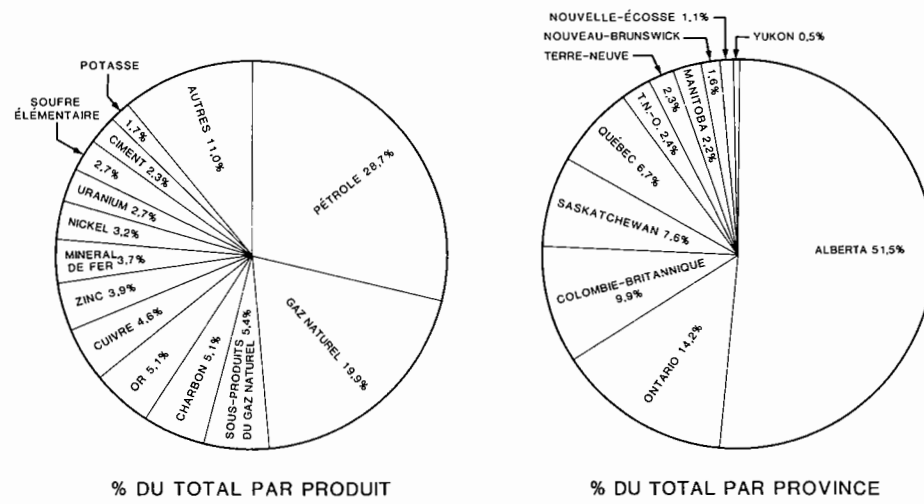 POTASSE
SOUFRE
ÉLÉMENTAIRE
AUTRES 11,0%
1,7%
CIMENT 2,3%
2,7%
URANIUM 2,7%
NICKEL 3,2%
MINERAL
DE FER 3,7%
ZINC 3,9%
CUIVRE 4,6%
OR 5,1%
CHARBON 5,1%
SOUS-PRODUITS 5,4%
DU GAZ NATUREL
GAZ NATUREL
19,9%
PÉTROLE 28,7%
% DU TOTAL PAR PRODUIT
NOUVELLE-ÉCOSSE 1.1%
NOUVEAU-BRUNSWICK
YUKON 0,5%
TERRE-NEUVE
1,6%
MANITOBA
2,2%
2,3%
T.N.-O. 2,4%
QUÉBEC 6,7%
SASKATCHEWAN 7,6%
COLOMBIE-BRITANNIQUE
9,9%
ONTARIO 14,2%
ALBERTA 51,5%
% DU TOTAL PAR PROVINCE